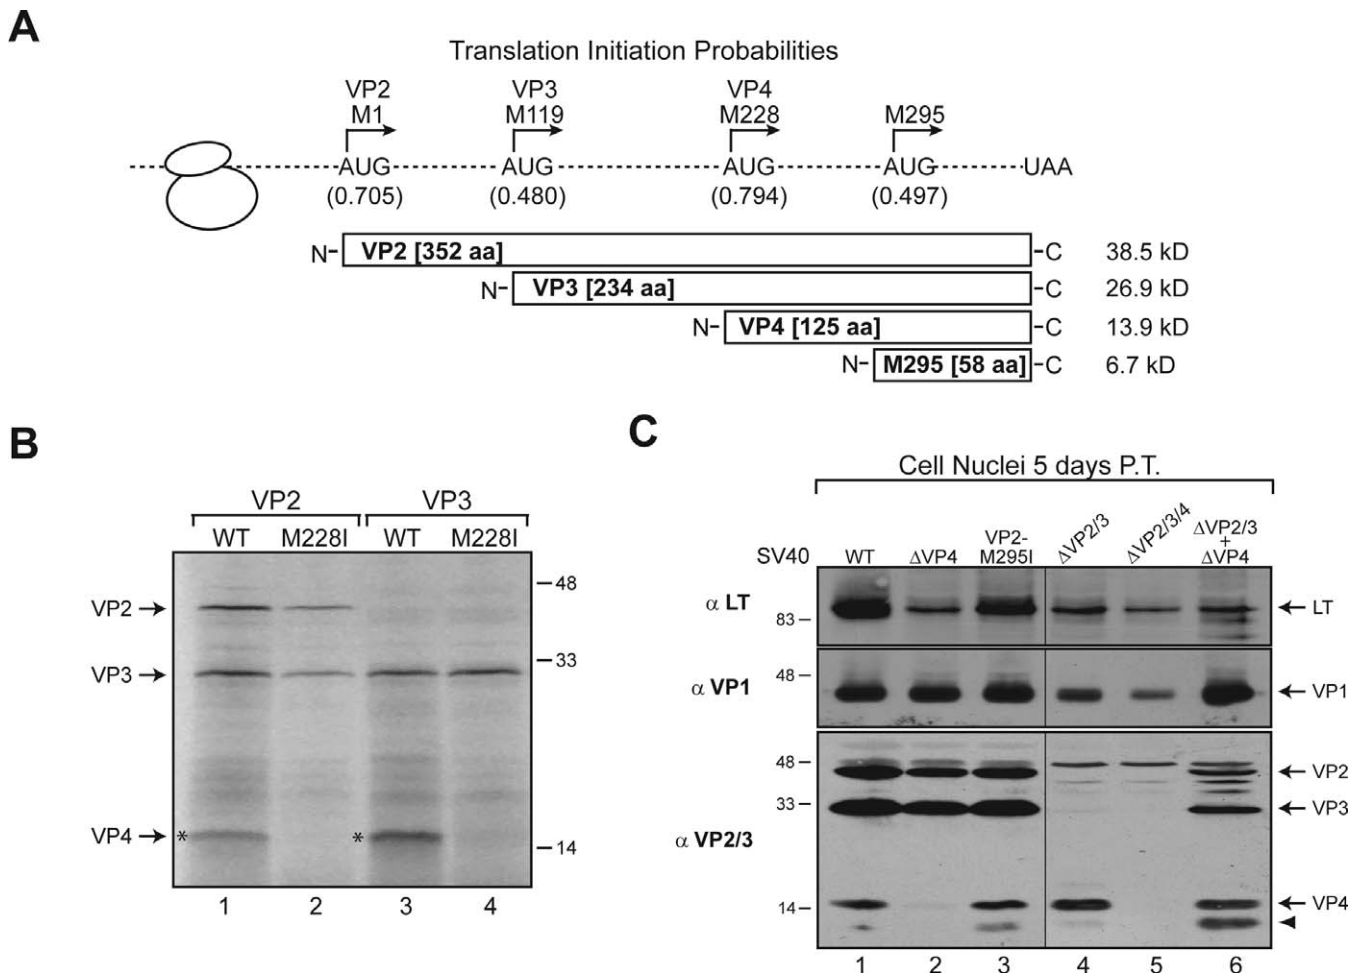 A
Translation Initiation Probabilities
VP2 VP3 VP4
M1 M119 M228 M295
AUG AUG AUG AUG UAA
(0.705) (0.480) (0.794) (0.497)
N- VP2 [352 aa] -C 38.5 kD
N- VP3 [234 aa] -C 26.9 kD
N- VP4 [125 aa] -C 13.9 kD
N- M295 [58 aa] -C 6.7 kD
B
VP2 VP3
WT M228I WT M228I
48
VP2
33
VP3
VP4 * *
14
1 2 3 4
C
Cell Nuclei 5 days P.T.
SV40 WT ΔVP4 VP2-M295I ΔVP2/3 ΔVP2/3/4 ΔVP2/3 + ΔVP4
α LT
83
LT
48
α VP1
VP1
48
VP2
33
VP3
α VP2/3
14
VP4
1 2 3 4 5 6